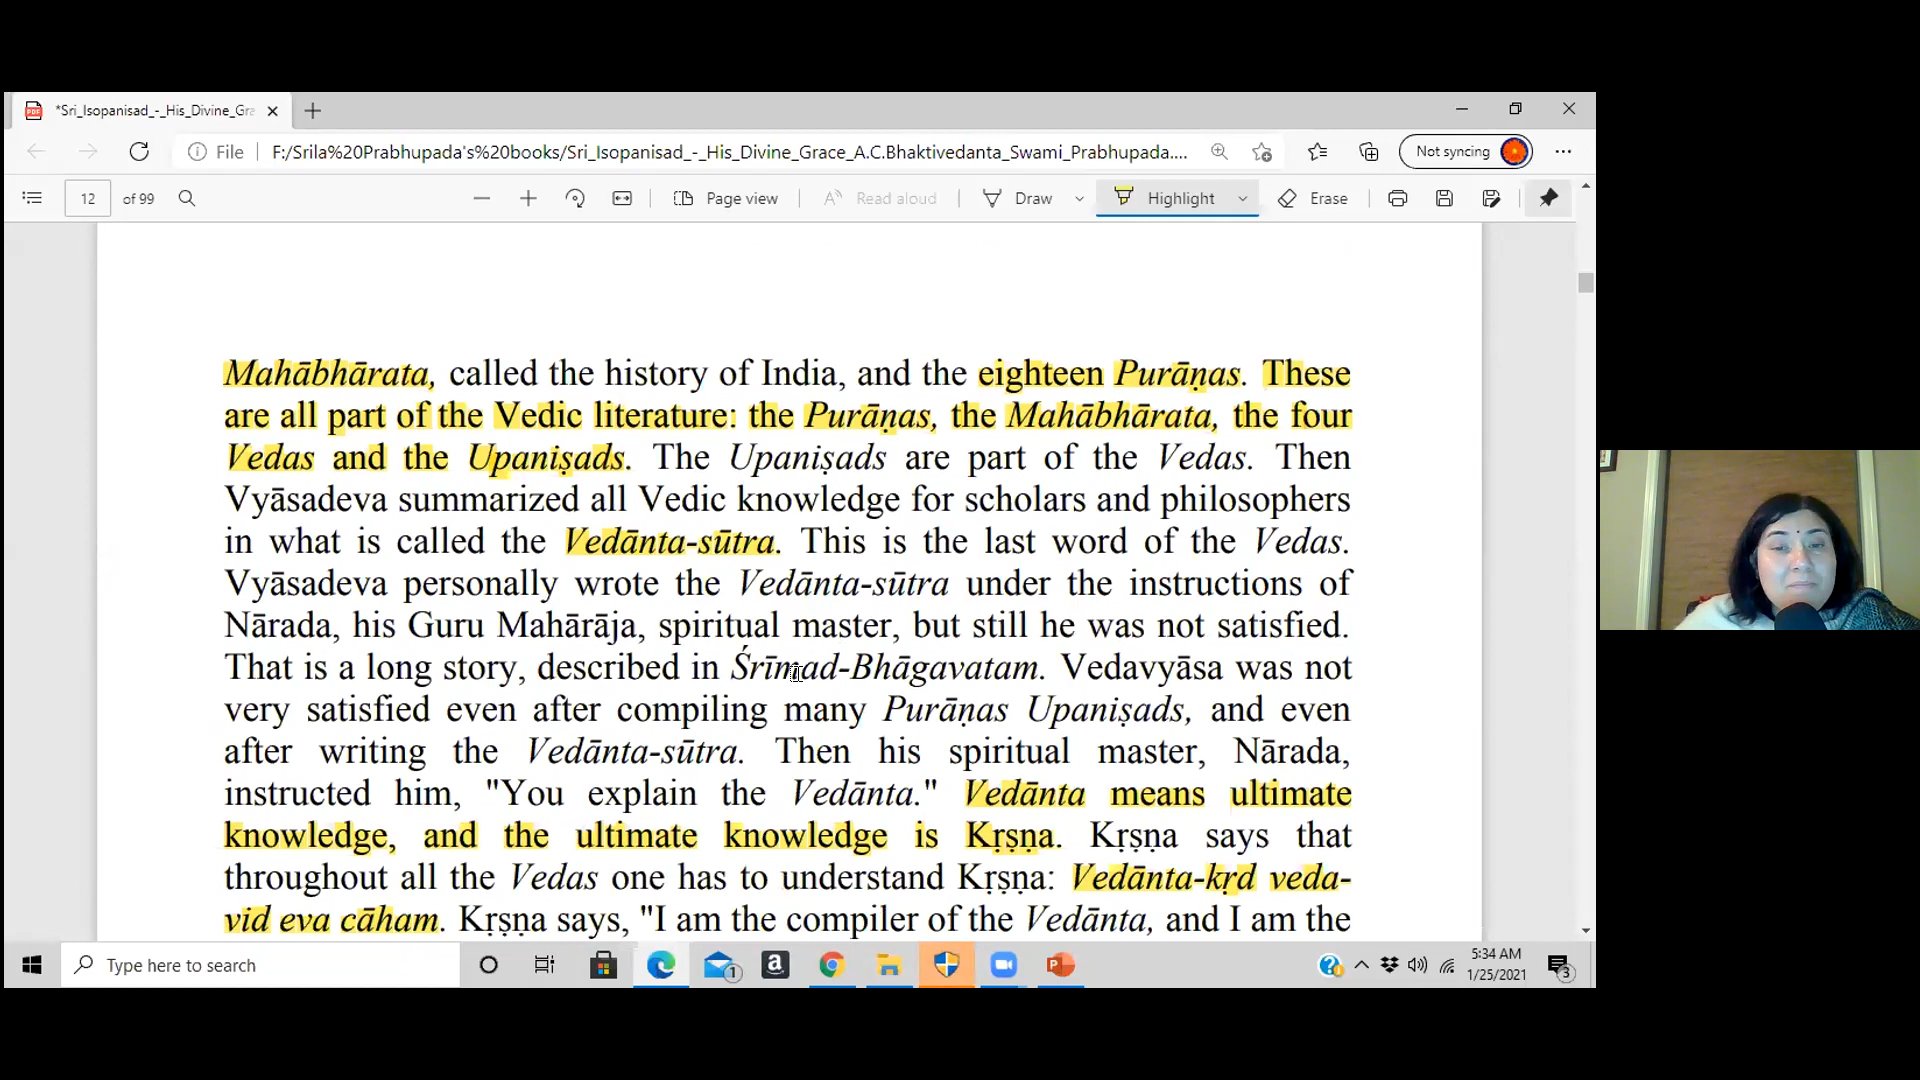 *Sri_Isopanisad_-_His_Divine_Gra
File F:/Srila%20Prabhupada's%20books/Sri_Isopanisad_-_His_Divine_Grace_A.C.Bhaktivedanta_Swami_Prabhupada.... Not syncing
12 of 99 Page view Read aloud Draw Highlight Erase
Mahābhārata, called the history of India, and the eighteen Purāṇas. These
are all part of the Vedic literature: the Purāṇas, the Mahābhārata, the four
Vedas and the Upaniṣads. The Upaniṣads are part of the Vedas. Then
Vyāsadeva summarized all Vedic knowledge for scholars and philosophers
in what is called the Vedānta-sūtra. This is the last word of the Vedas.
Vyāsadeva personally wrote the Vedānta-sūtra under the instructions of
Nārada, his Guru Mahārāja, spiritual master, but still he was not satisfied.
That is a long story, described in Śrīmad-Bhāgavatam. Vedavyāsa was not
very satisfied even after compiling many Purāṇas Upaniṣads, and even
after writing the Vedānta-sūtra. Then his spiritual master, Nārada,
instructed him, "You explain the Vedānta." Vedānta means ultimate
knowledge, and the ultimate knowledge is Kṛṣṇa. Kṛṣṇa says that
throughout all the Vedas one has to understand Kṛṣṇa: Vedānta-kṛd veda-
vid eva cāham. Kṛṣṇa says, "I am the compiler of the Vedānta, and I am the
Type here to search
5:34 AM
1/25/2021